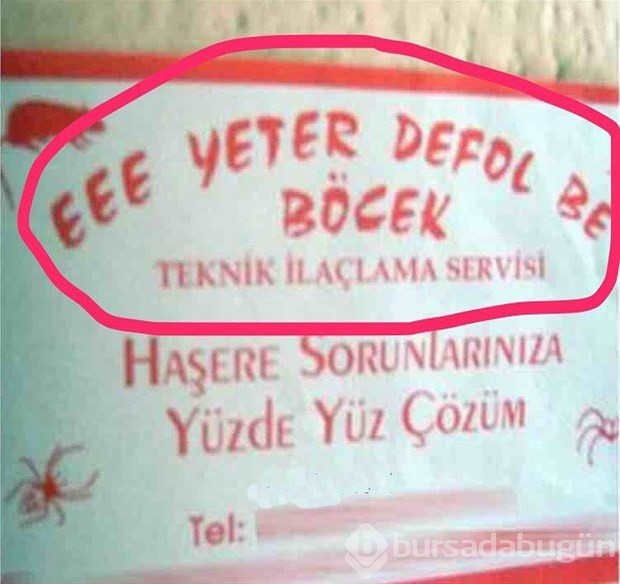 EEE YETER DEFOL BE
BÖCEK
TEKNİK İLAÇLAMA SERVİSİ
HAŞERE SORUNLARINIZA
YÜZDE YÜZ ÇÖZÜM
Tel:
b bursadabugün